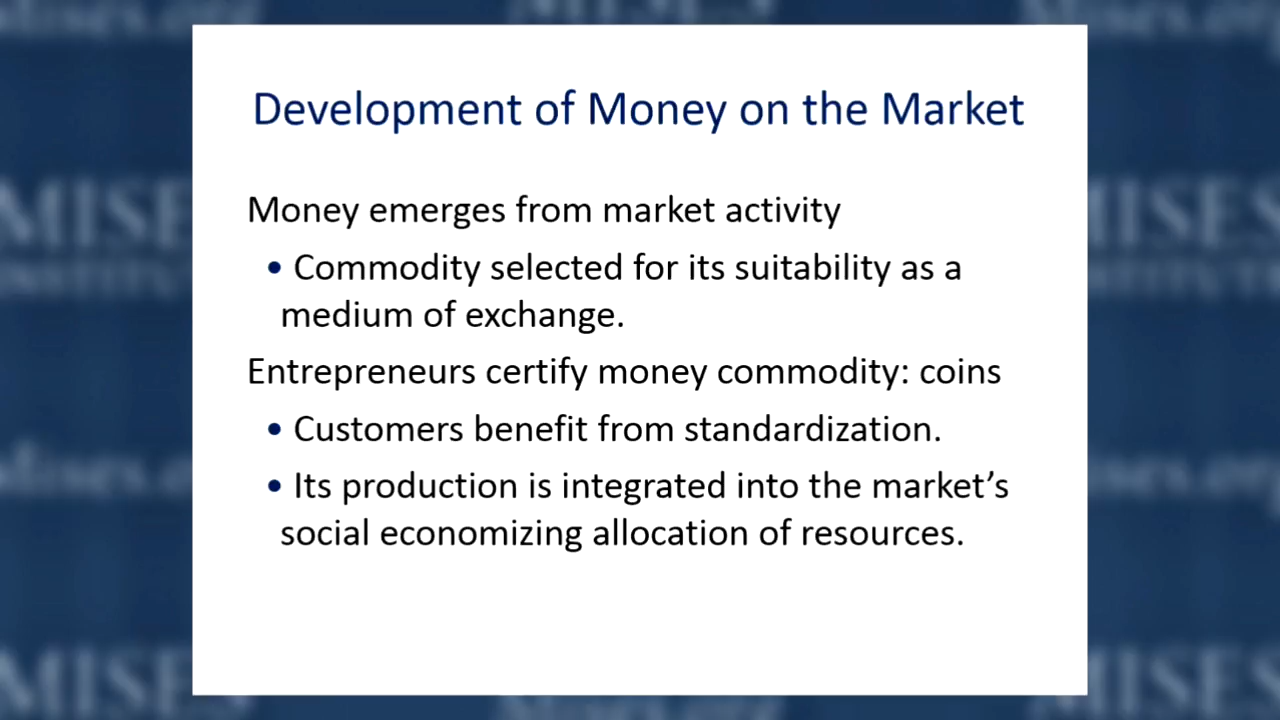 Development of Money on the Market
Money emerges from market activity
• Commodity selected for its suitability as a
medium of exchange.
Entrepreneurs certify money commodity: coins
• Customers benefit from standardization.
• Its production is integrated into the market’s
social economizing allocation of resources.